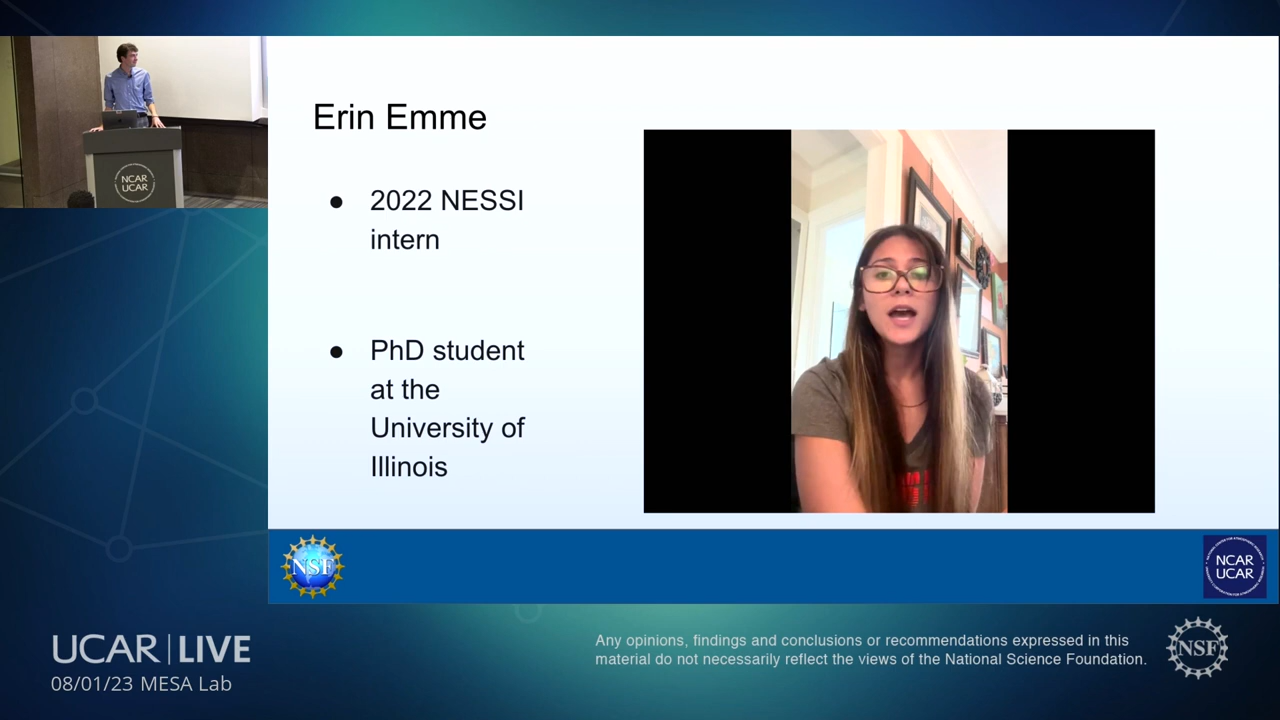 Erin Emme
● 2022 NESSI
intern
● PhD student
at the
University of
Illinois
NCAR
UCAR
NSF
NCAR
UCAR
UCAR | LIVE
08/01/23 MESA Lab
Any opinions, findings and conclusions or recommendations expressed in this
material do not necessarily reflect the views of the National Science Foundation.
NSF